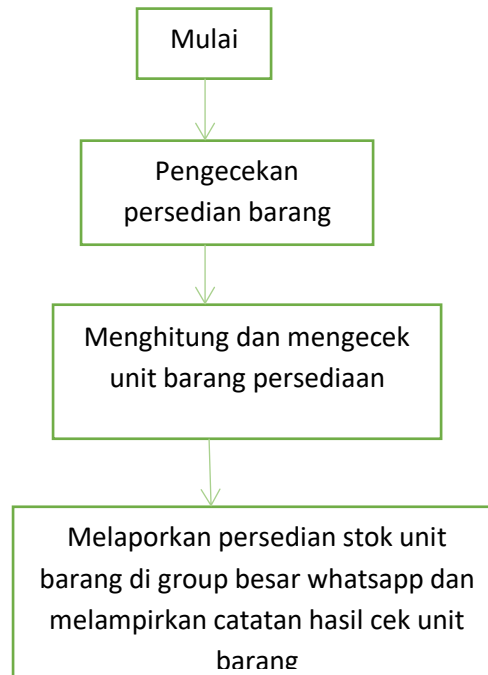 Mulai
Pengecekan
persedian barang
Menghitung dan mengecek
unit barang persediaan
Melaporkan persedian stok unit
barang di group besar whatsapp dan
melampirkan catatan hasil cek unit
barang